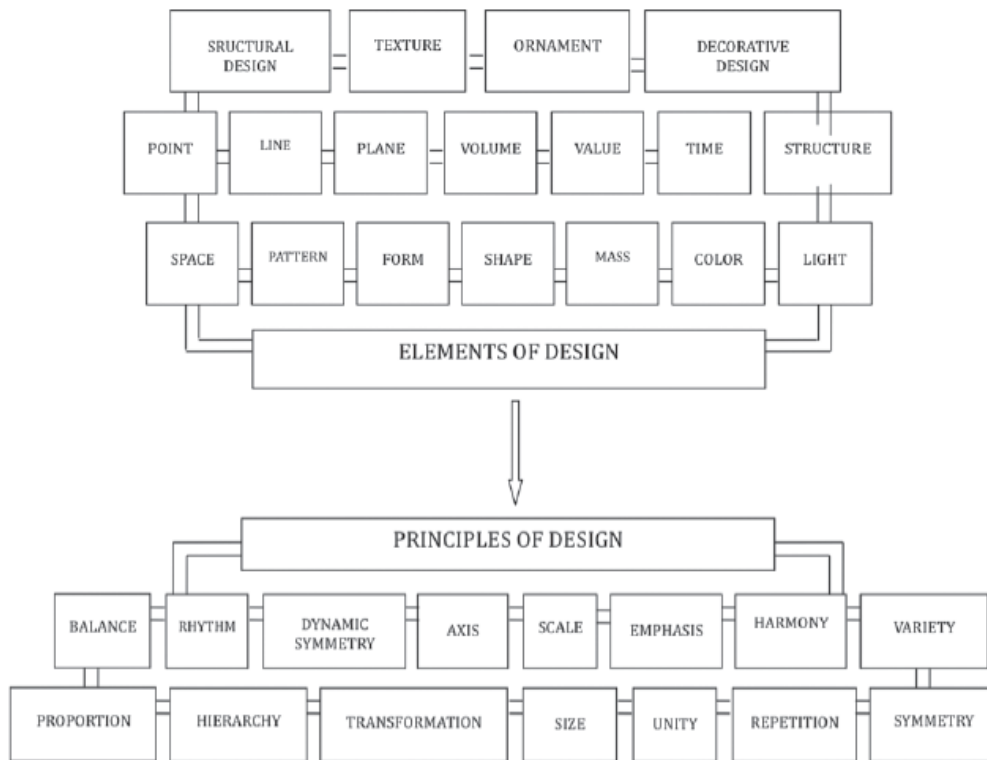 SRUCTURAL
DESIGN
TEXTURE
ORNAMENT
DECORATIVE
DESIGN
POINT
LINE
PLANE
VOLUME
VALUE
TIME
STRUCTURE
SPACE
PATTERN
FORM
SHAPE
MASS
COLOR
LIGHT
ELEMENTS OF DESIGN
PRINCIPLES OF DESIGN
BALANCE
RHYTHM
DYNAMIC
SYMMETRY
AXIS
SCALE
EMPHASIS
HARMONY
VARIETY
PROPORTION
HIERARCHY
TRANSFORMATION
SIZE
UNITY
REPETITION
SYMMETRY